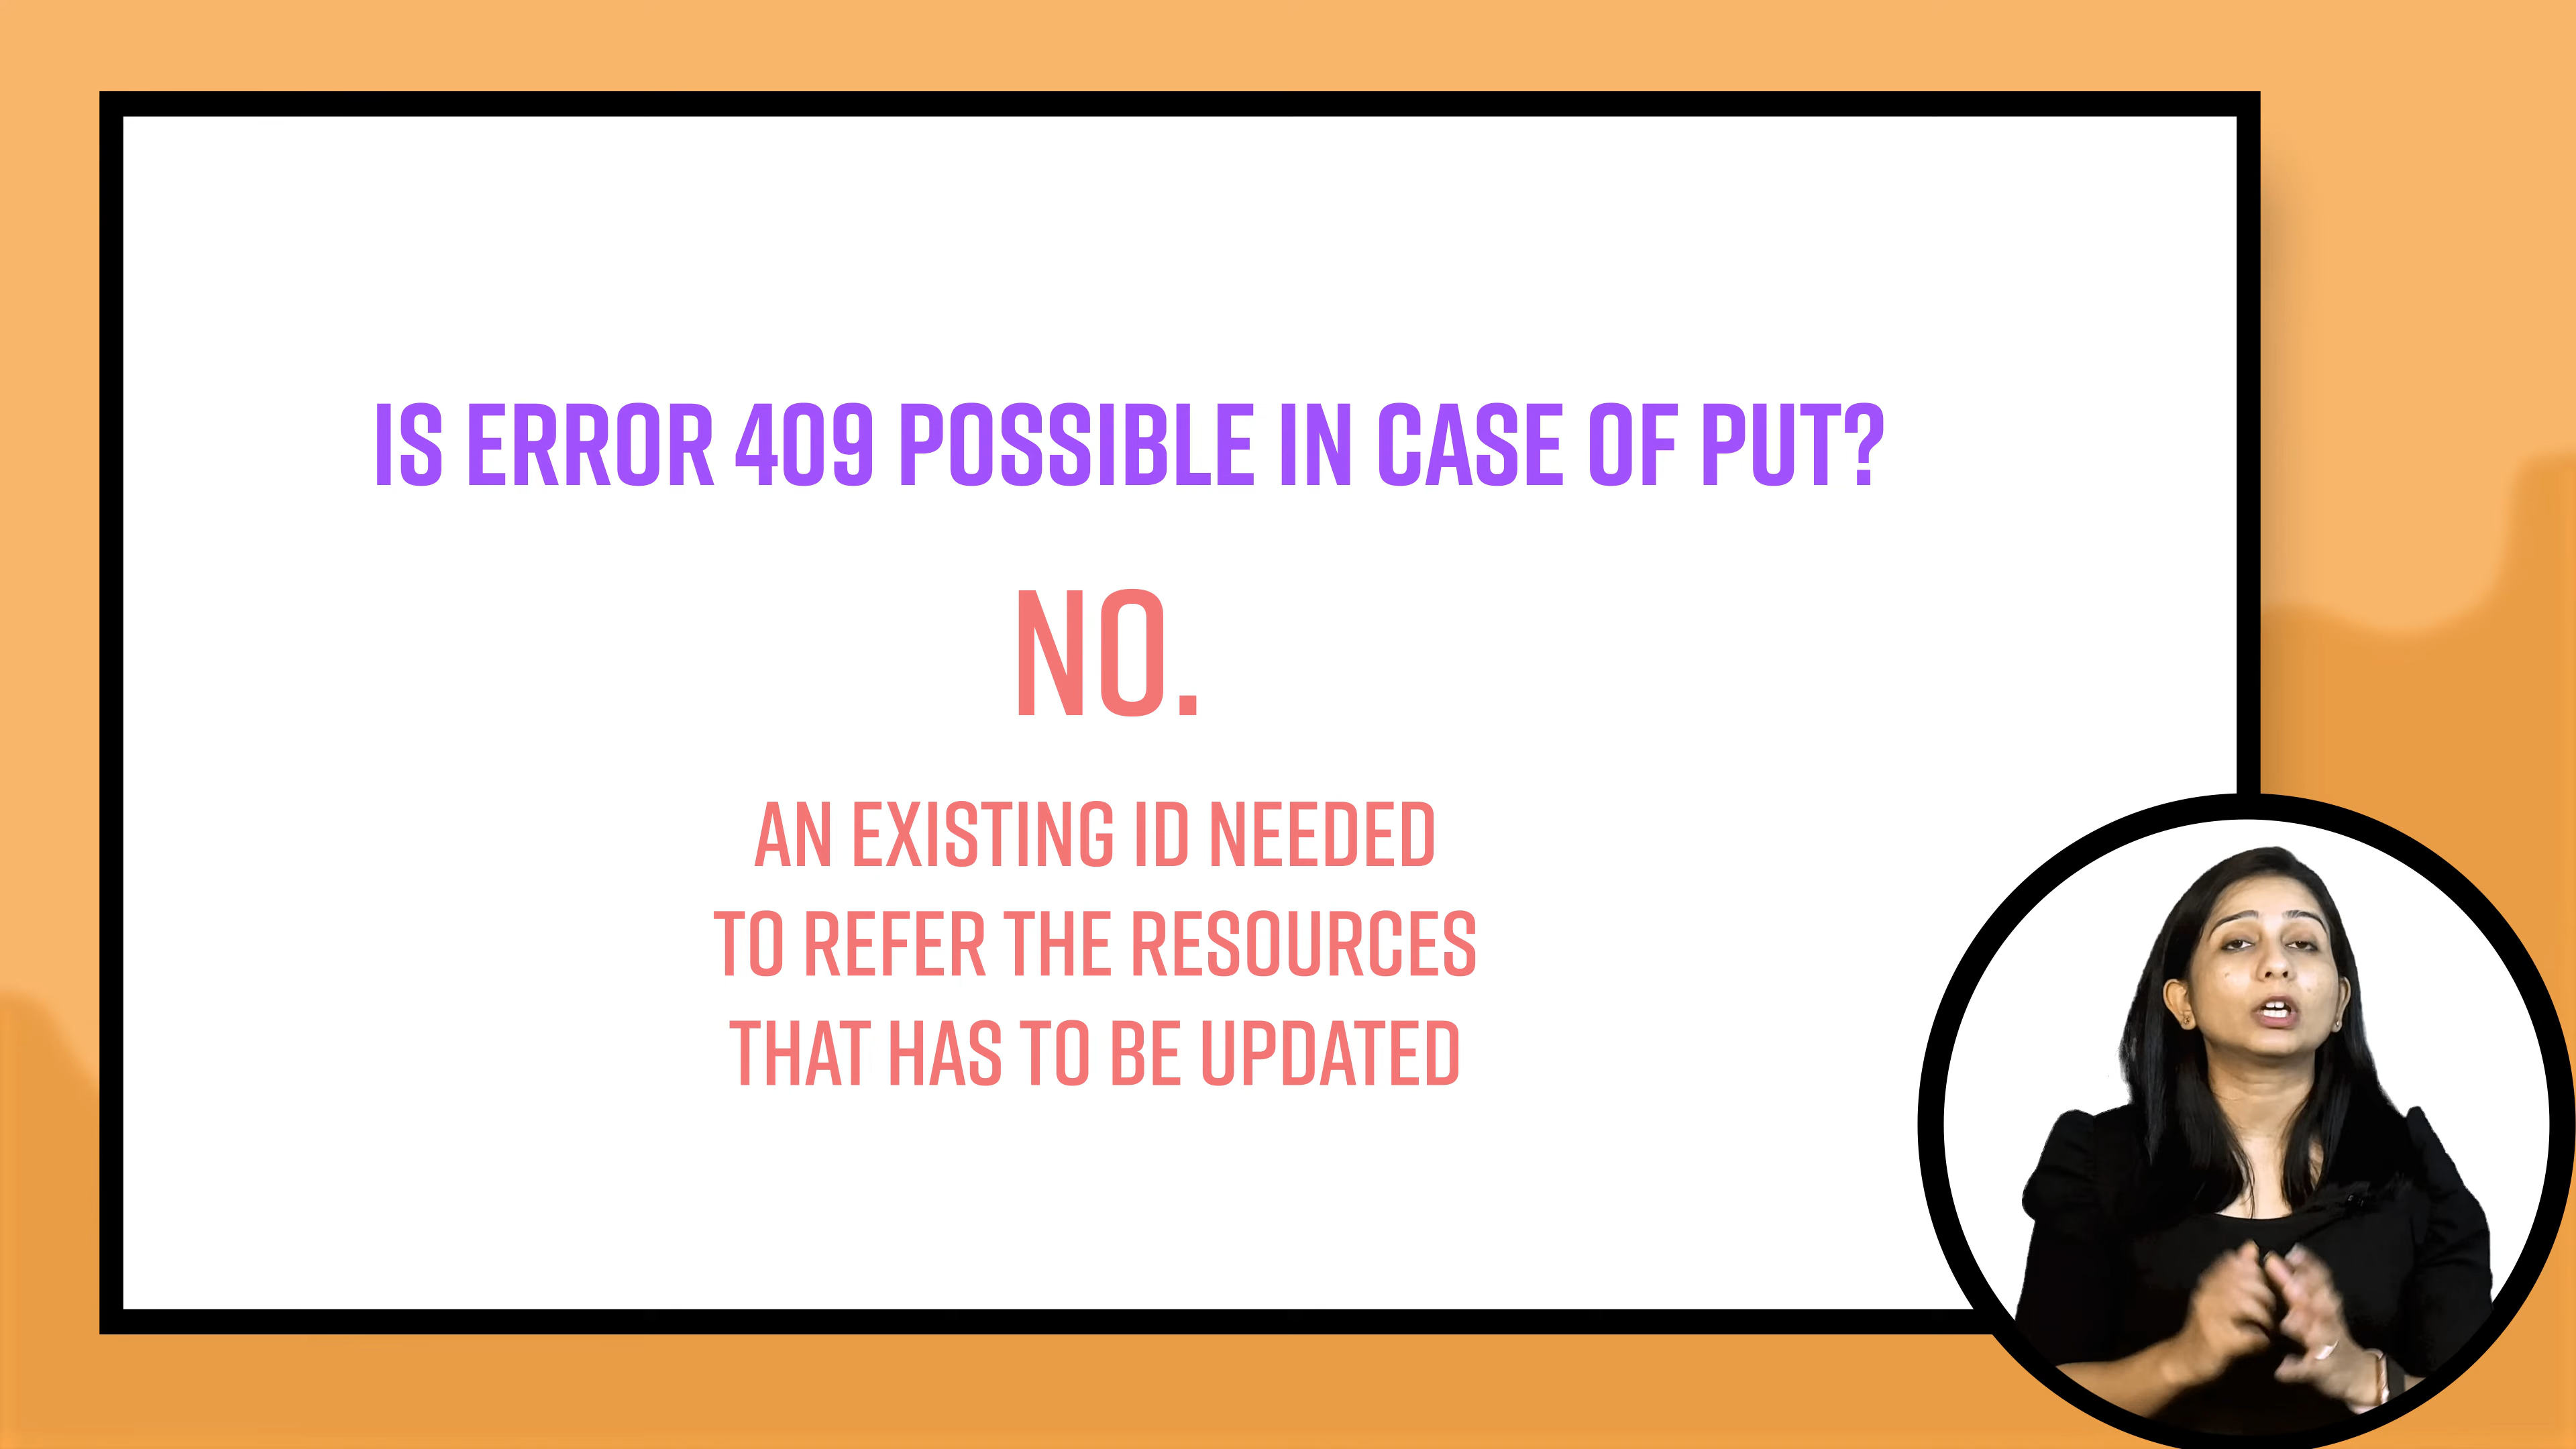 IS ERROR 409 POSSIBLE IN CASE OF PUT?
NO.
AN EXISTING ID NEEDED
TO REFER THE RESOURCES
THAT HAS TO BE UPDATED